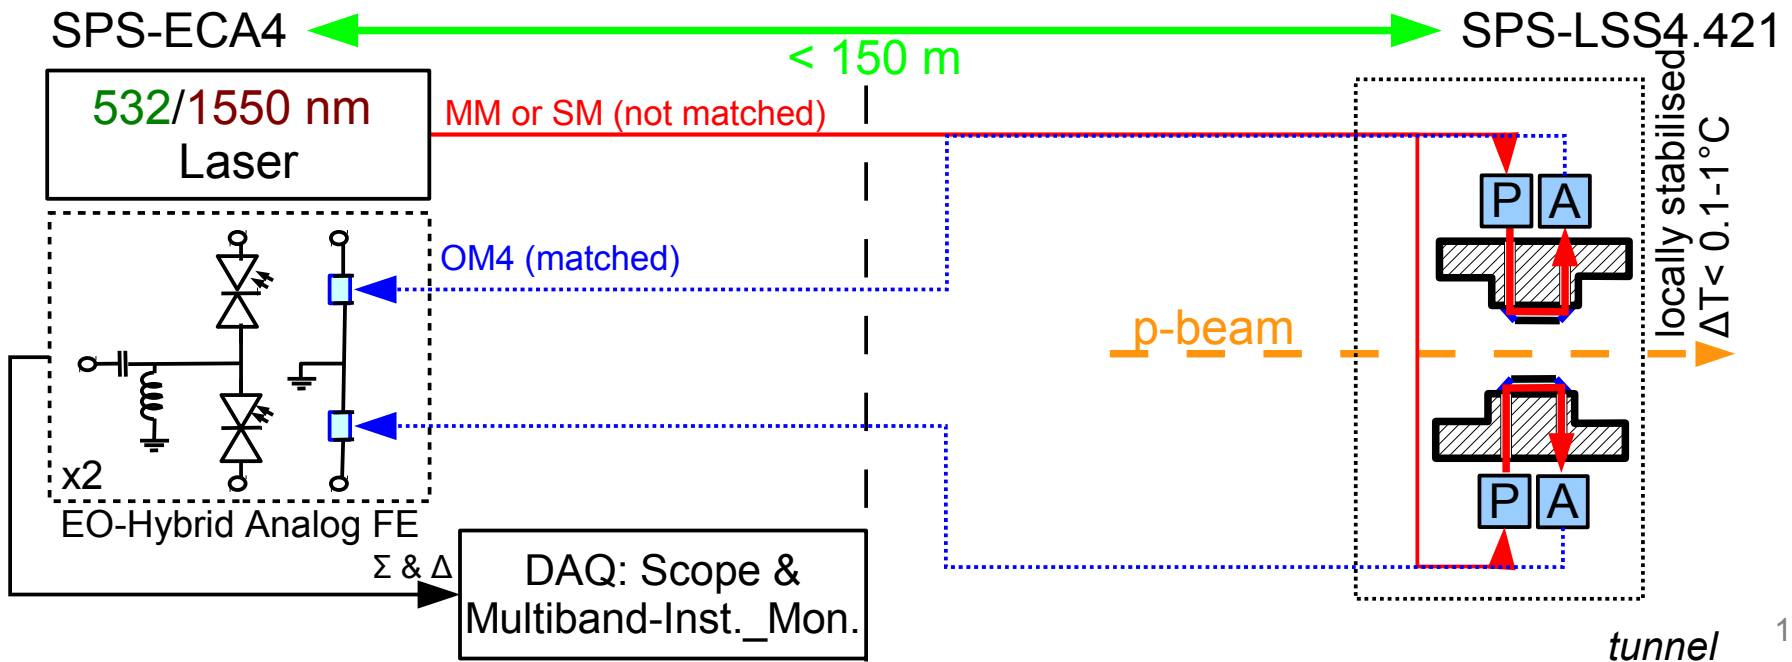 SPS-ECA4
< 150 m
SPS-LSS4.421
532/1550 nm
Laser
MM or SM (not matched)
OM4 (matched)
x2
EO-Hybrid Analog FE
Σ & Δ
DAQ: Scope &
Multiband-Inst._Mon.
p-beam
P A
P A
locally stabilised
ΔT< 0.1-1°C
tunnel
1